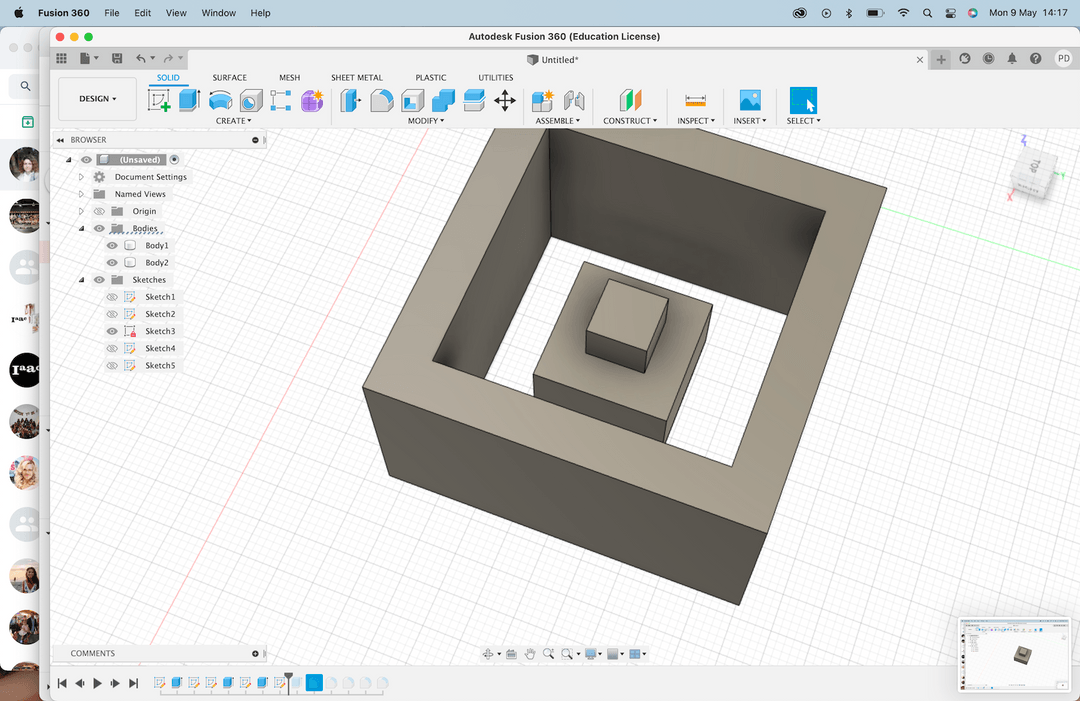 Fusion 360 File Edit View Window Help Mon 9 May 14:17
Autodesk Fusion 360 (Education License)
Untitled*
PD
SOLID SURFACE MESH SHEET METAL PLASTIC UTILITIES
DESIGN
CREATE MODIFY ASSEMBLE CONSTRUCT INSPECT INSERT SELECT
BROWSER
(Unsaved)
Document Settings
Named Views
Origin
Bodies
Body1
Body2
Sketches
Sketch1
Sketch2
Sketch3
Sketch4
Sketch5
Z
TOP
Y
X
Iaac
COMMENTS